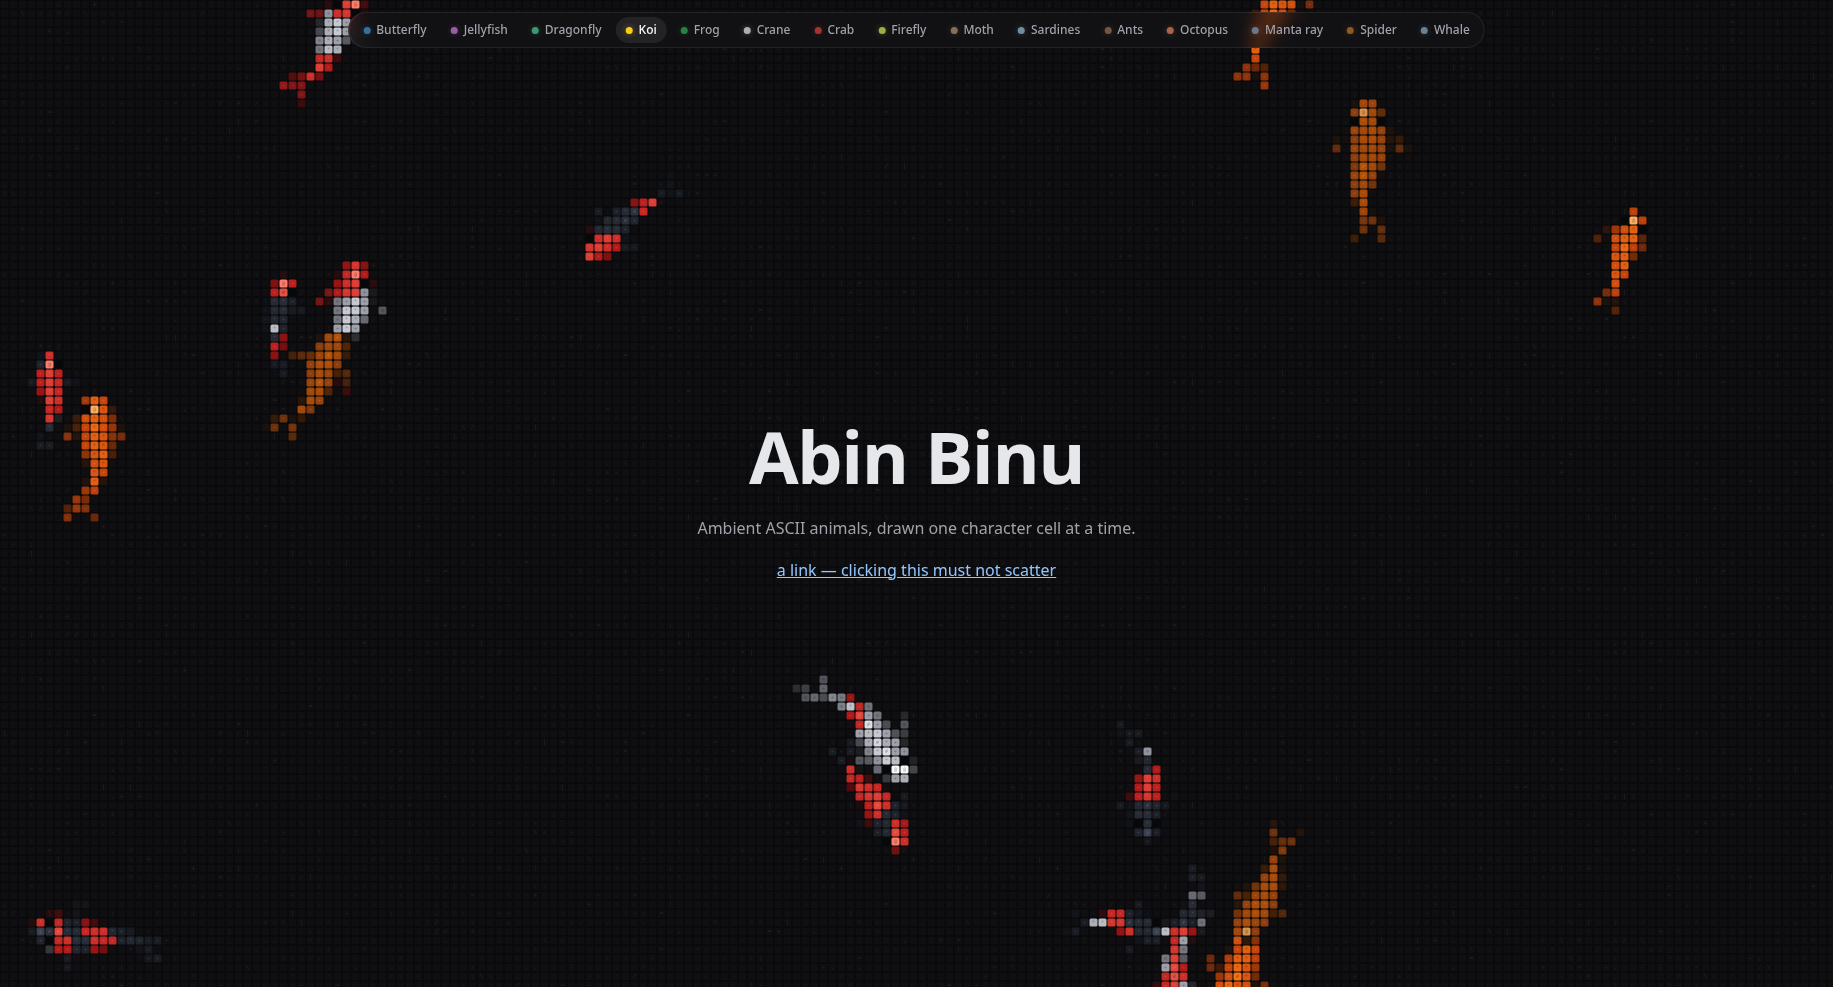 Butterfly Jellyfish Dragonfly Koi Frog Crane Crab Firefly Moth Sardines Ants Octopus Manta ray Spider Whale
Abin Binu
Ambient ASCII animals, drawn one character cell at a time.
a link — clicking this must not scatter